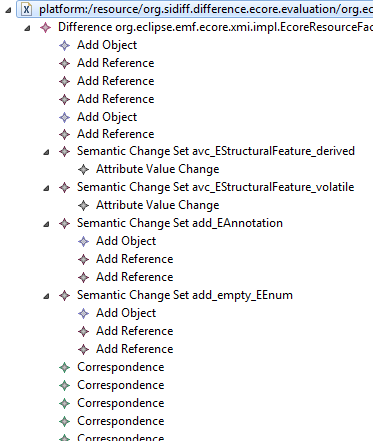 platform:/resource/org.sidiff.difference.ecore.evaluation/org.ec
Difference org.eclipse.emf.ecore.xmi.impl.EcoreResourceFac
Add Object
Add Reference
Add Reference
Add Reference
Add Object
Add Reference
Semantic Change Set avc_EStructuralFeature_derived
Attribute Value Change
Semantic Change Set avc_EStructuralFeature_volatile
Attribute Value Change
Semantic Change Set add_EAnnotation
Add Object
Add Reference
Add Reference
Semantic Change Set add_empty_EEnum
Add Object
Add Reference
Add Reference
Correspondence
Correspondence
Correspondence
Correspondence
Correspondence